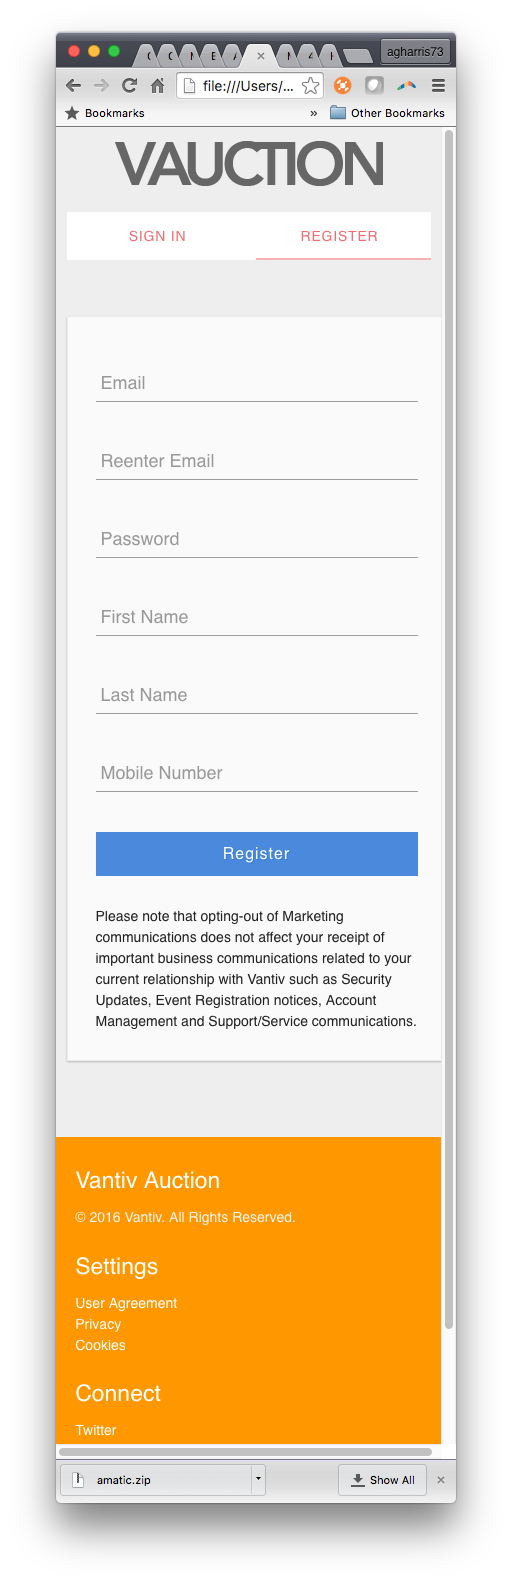 agharris73
file:///Users/...
Bookmarks
»
Other Bookmarks
VAUCTION
SIGN IN
REGISTER
Email
Reenter Email
Password
First Name
Last Name
Mobile Number
Register
Please note that opting-out of Marketing
communications does not affect your receipt of
important business communications related to your
current relationship with Vantiv such as Security
Updates, Event Registration notices, Account
Management and Support/Service communications.
Vantiv Auction
© 2016 Vantiv. All Rights Reserved.
Settings
User Agreement
Privacy
Cookies
Connect
Twitter
amatic.zip
Show All